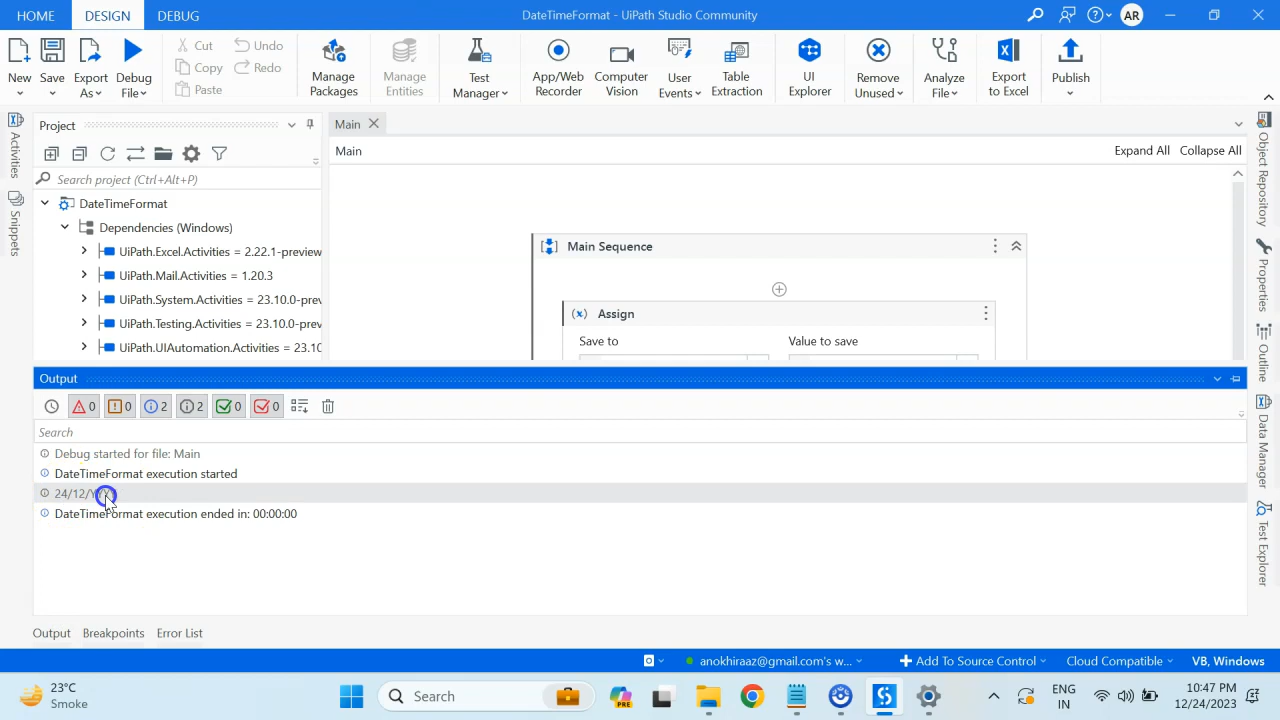 HOME DESIGN DEBUG DateTimeFormat - UiPath Studio Community AR
Cut Undo
Copy Redo
Paste
New Save Export As Debug File Manage Packages Manage Entities Test Manager App/Web Recorder Computer Vision User Events Table Extraction UI Explorer Remove Unused Analyze File Export to Excel Publish
Project
Main
Main Expand All Collapse All
Search project (Ctrl+Alt+P)
DateTimeFormat
Dependencies (Windows)
UiPath.Excel.Activities = 2.22.1-preview
UiPath.Mail.Activities = 1.20.3
UiPath.System.Activities = 23.10.0-prev
UiPath.Testing.Activities = 23.10.0-prev
UiPath.UIAutomation.Activities = 23.10
Main Sequence
Assign
Save to Value to save
Activities
Snippets
Object Repository
Properties
Outline
Data Manager
Test Explorer
Output
0 0 2 2 0 0
Search
Debug started for file: Main
DateTimeFormat execution started
24/12/
DateTimeFormat execution ended in: 00:00:00
Output Breakpoints Error List
anokhiraaz@gmail.com's w... Add To Source Control Cloud Compatible VB, Windows
23°C
Smoke
Search
PRE
ENG
IN
10:47 PM
12/24/2023